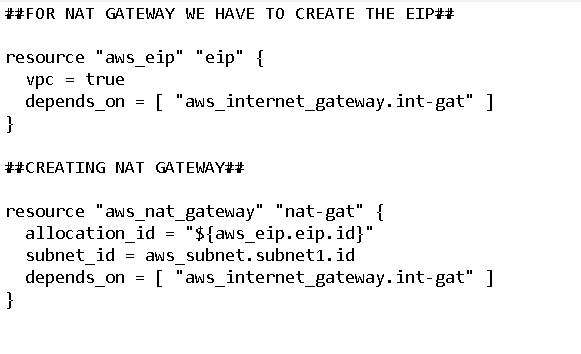 ##FOR NAT GATEWAY WE HAVE TO CREATE THE EIP##
resource "aws_eip" "eip" {
vpc = true
depends_on = [ "aws_internet_gateway.int-gat" ]
}
##CREATING NAT GATEWAY##
resource "aws_nat_gateway" "nat-gat" {
allocation_id = "${aws_eip.eip.id}"
subnet_id = aws_subnet.subnet1.id
depends_on = [ "aws_internet_gateway.int-gat" ]
}